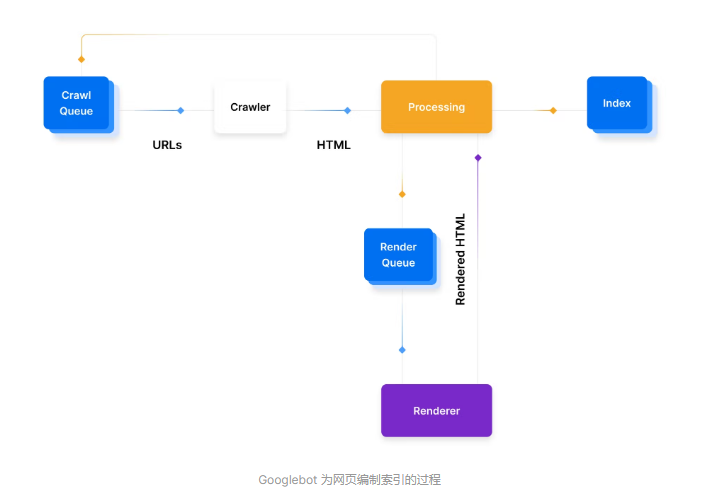 Crawl
Queue
Crawler
Processing
Index
URLs
HTML
Render
Queue
Rendered HTML
Renderer
Googlebot 为网页编制索引的过程